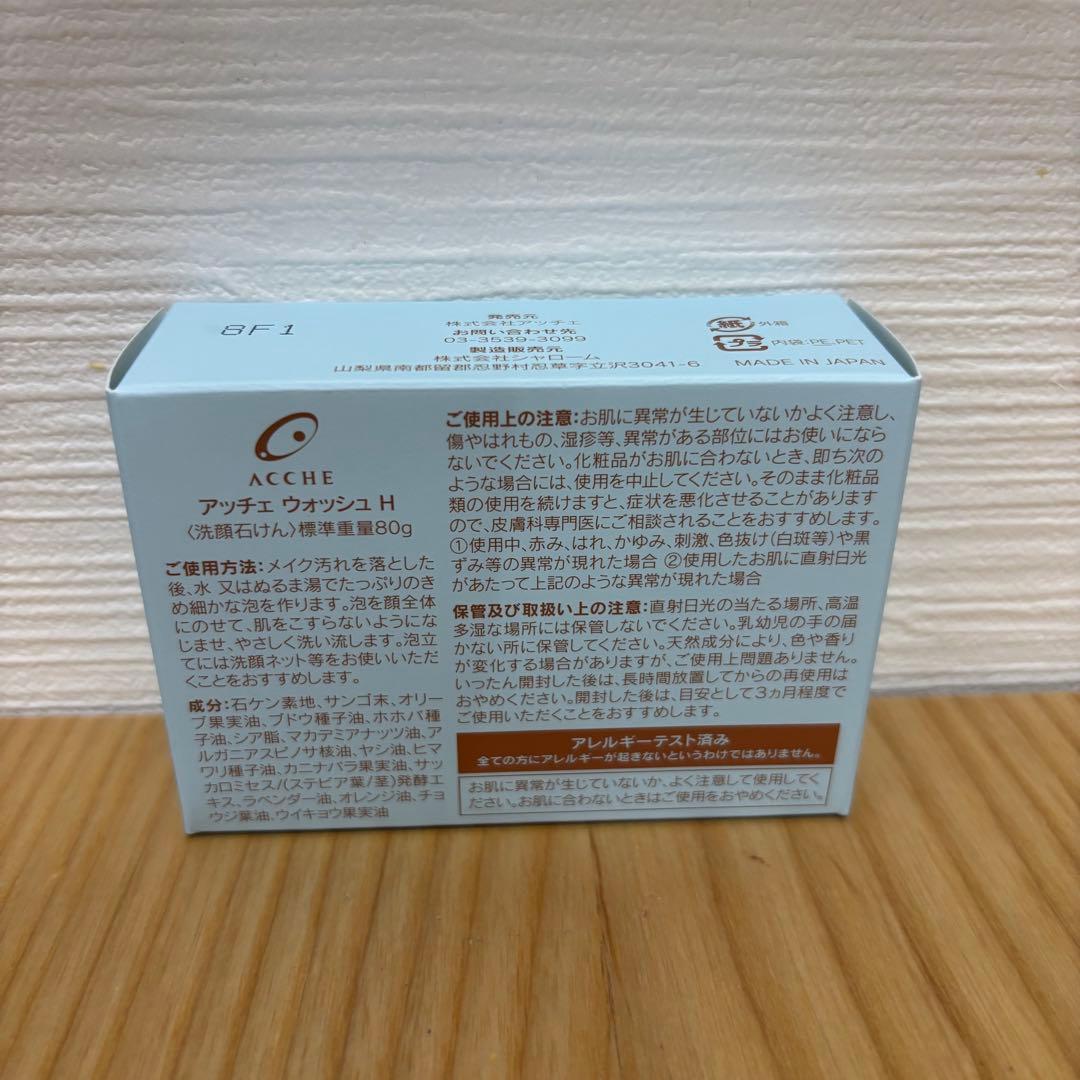 8F1
発売元
株式会社アッチェ
お問い合わせ先
03-3539-3099
製造販売元
株式会社シャローム
山梨県南都留郡忍野村忍草字立沢3041-6
紙 外箱
プラ 内袋:PE.PET
MADE IN JAPAN
ACCHE
アッチェ ウォッシュ H
〈洗顔石けん〉標準重量80g
ご使用方法:メイク汚れを落とした
後、水 又はぬるま湯でたっぷりのき
め細かな泡を作ります。泡を顔全体
にのせて、肌をこすらないようにな
じませ、やさしく洗い流します。泡立
てには洗顔ネット等をお使いいただ
くことをおすすめします。
成分:石ケン素地、サンゴ末、オリー
ブ果実油、ブドウ種子油、ホホバ種
子油、シア脂、マカデミアナッツ油、ア
ルガニアスピノサ核油、ヤシ油、ヒマ
ワリ種子油、カニナバラ果実油、サッ
カロミセス/(ステビア葉/茎)発酵エ
キス、ラベンダー油、オレンジ油、チョ
ウジ葉油、ウイキョウ果実油
ご使用上の注意:お肌に異常が生じていないかよく注意し、
傷やはれもの、湿疹等、異常がある部位にはお使いになら
ないでください。化粧品がお肌に合わないとき、即ち次の
ような場合には、使用を中止してください。そのまま化粧品
類の使用を続けますと、症状を悪化させることがあります
ので、皮膚科専門医にご相談されることをおすすめします。
①使用中、赤み、はれ、かゆみ、刺激、色抜け(白斑等)や黒
ずみ等の異常が現れた場合 ②使用したお肌に直射日光
があたって上記のような異常が現れた場合
保管及び取扱い上の注意:直射日光の当たる場所、高温
多湿な場所には保管しないでください。乳幼児の手の届
かない所に保管してください。天然成分により、色や香り
が変化する場合がありますが、ご使用上問題ありません。
いったん開封した後は、長時間放置してからの再使用は
おやめください。開封した後は、目安として3ヵ月程度で
ご使用いただくことをおすすめします。
アレルギーテスト済み
全ての方にアレルギーが起きないというわけではありません。
お肌に異常が生じていないか、よく注意して使用してく
ださい。お肌に合わないときはご使用をおやめください。